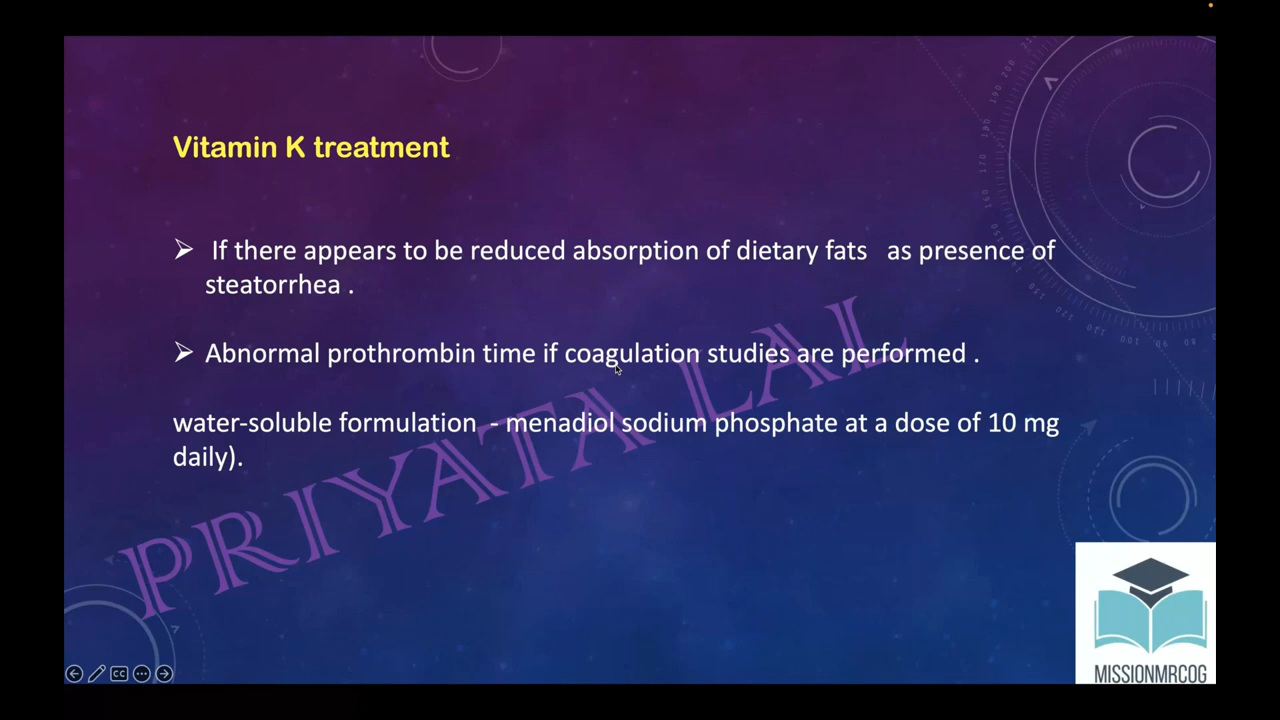 Vitamin K treatment
➢ If there appears to be reduced absorption of dietary fats as presence of
steatorrhea .
➢ Abnormal prothrombin time if coagulation studies are performed .
water-soluble formulation - menadiol sodium phosphate at a dose of 10 mg
daily).
PRIYATA LAL
MISSIONMRCOG